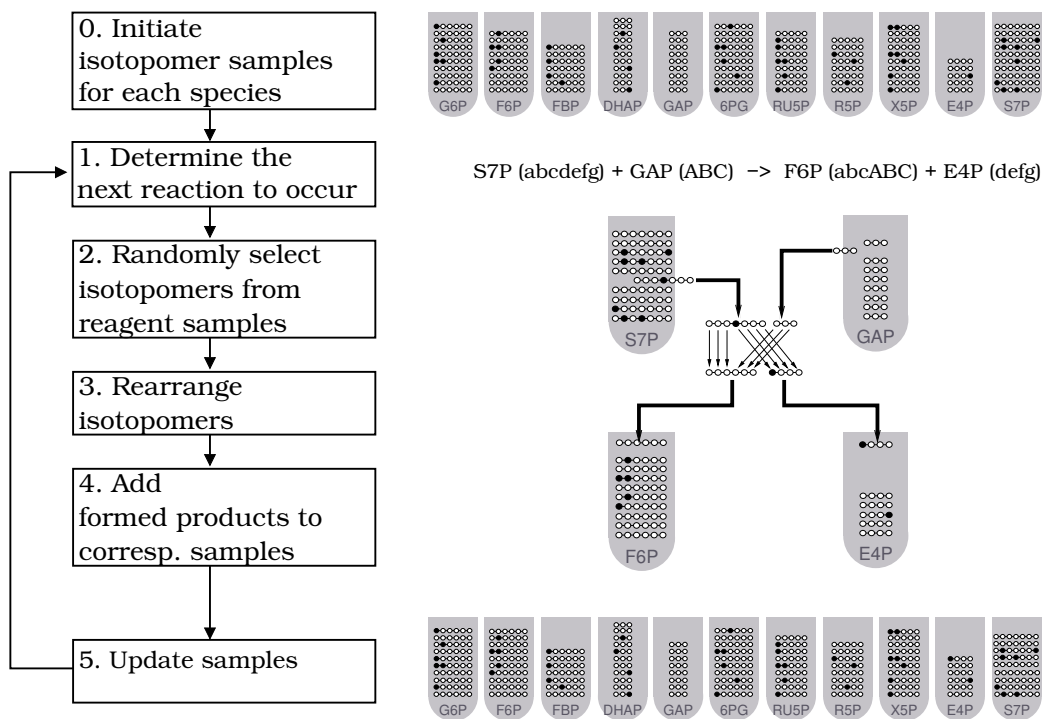 0. Initiate
isotopomer samples
for each species
G6P F6P FBP DHAP GAP 6PG RU5P R5P X5P E4P S7P
1. Determine the
next reaction to occur
S7P (abcdefg) + GAP (ABC) –> F6P (abcABC) + E4P (defg)
2. Randomly select
isotopomers from
reagent samples
S7P GAP
3. Rearrange
isotopomers
4. Add
formed products to
corresp. samples
F6P E4P
5. Update samples
G6P F6P FBP DHAP GAP 6PG RU5P R5P X5P E4P S7P